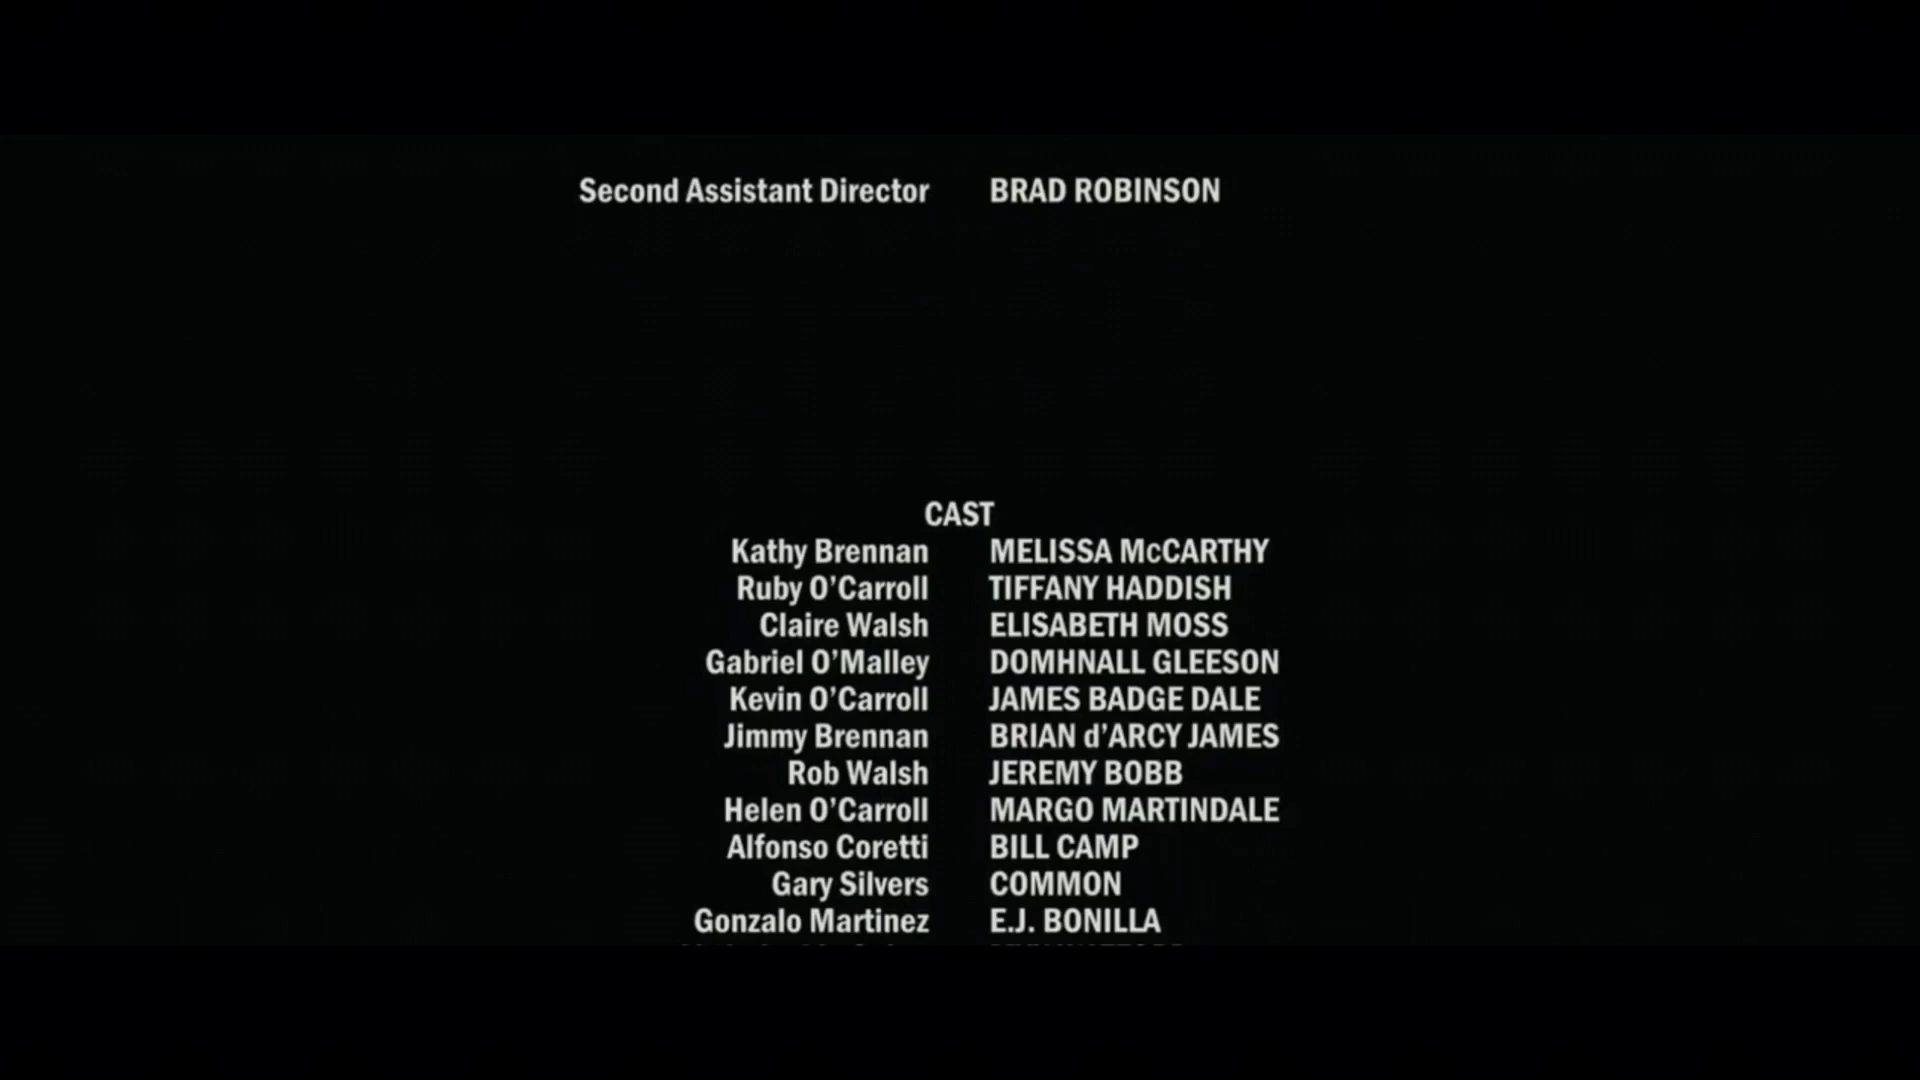 Second Assistant Director BRAD ROBINSON
CAST
Kathy Brennan MELISSA McCARTHY
Ruby O'Carroll TIFFANY HADDISH
Claire Walsh ELISABETH MOSS
Gabriel O'Malley DOMHNALL GLEESON
Kevin O'Carroll JAMES BADGE DALE
Jimmy Brennan BRIAN d'ARCY JAMES
Rob Walsh JEREMY BOBB
Helen O'Carroll MARGO MARTINDALE
Alfonso Coretti BILL CAMP
Gary Silvers COMMON
Gonzalo Martinez E.J. BONILLA